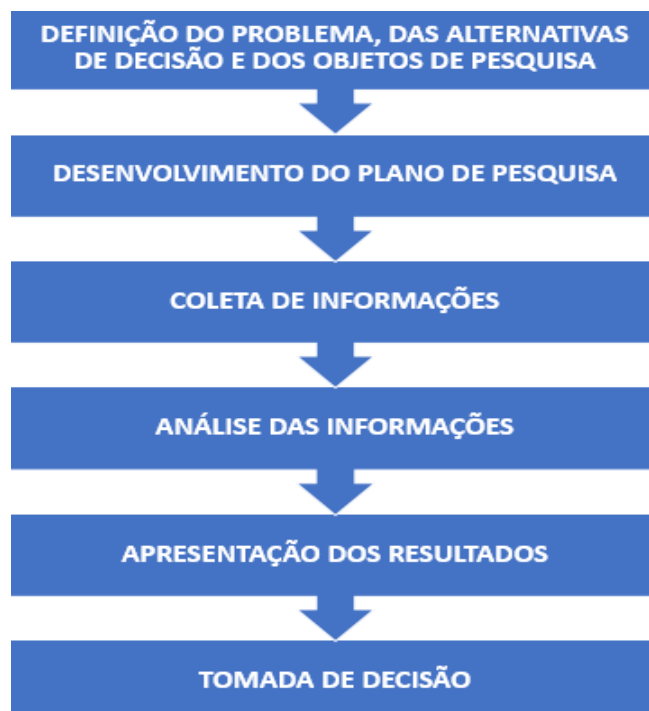 DEFINIÇÃO DO PROBLEMA, DAS ALTERNATIVAS
DE DECISÃO E DOS OBJETOS DE PESQUISA
DESENVOLVIMENTO DO PLANO DE PESQUISA
COLETA DE INFORMAÇÕES
ANÁLISE DAS INFORMAÇÕES
APRESENTAÇÃO DOS RESULTADOS
TOMADA DE DECISÃO